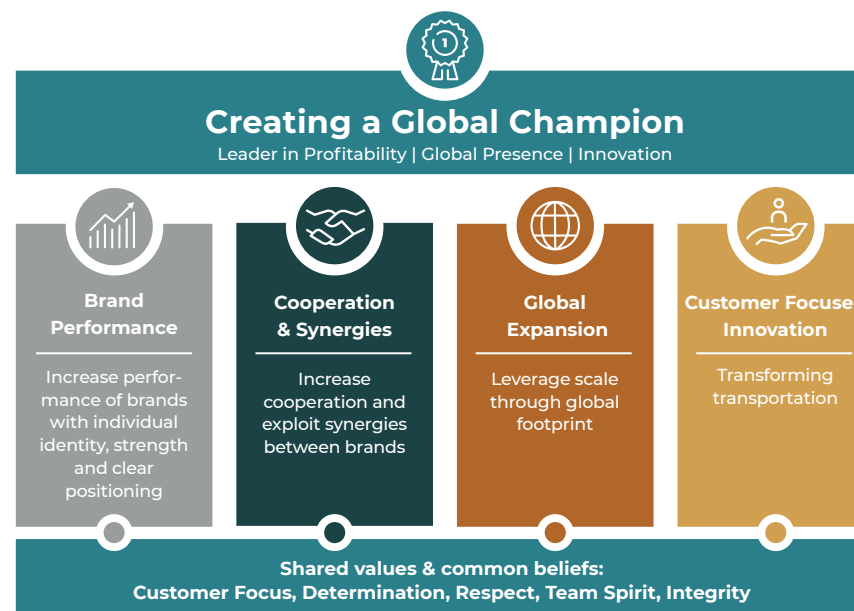 1
Creating a Global Champion
Leader in Profitability | Global Presence | Innovation
Brand
Performance
Increase perfor-
mance of brands
with individual
identity, strength
and clear
positioning
Cooperation
& Synergies
Increase
cooperation and
exploit synergies
between brands
Global
Expansion
Leverage scale
through global
footprint
Customer Focuse
Innovation
Transforming
transportation
Shared values & common beliefs:
Customer Focus, Determination, Respect, Team Spirit, Integrity